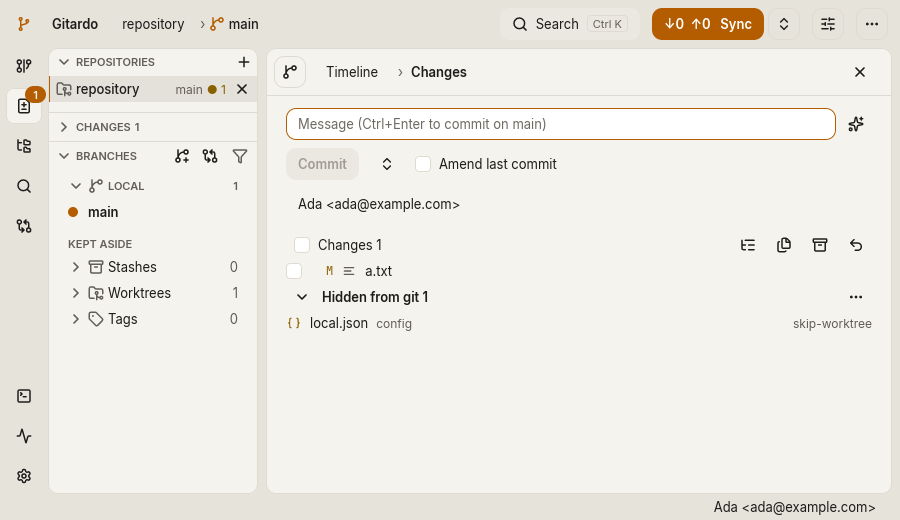 Gitardo repository › main Search Ctrl K ↓0 ↑0 Sync
REPOSITORIES
repository main 1
1
CHANGES 1
BRANCHES
LOCAL 1
main
KEPT ASIDE
Stashes 0
Worktrees 1
Tags 0
Timeline › Changes
Message (Ctrl+Enter to commit on main)
Commit Amend last commit
Ada <ada@example.com>
Changes 1
M a.txt
Hidden from git 1
{} local.json config skip-worktree
Ada <ada@example.com>